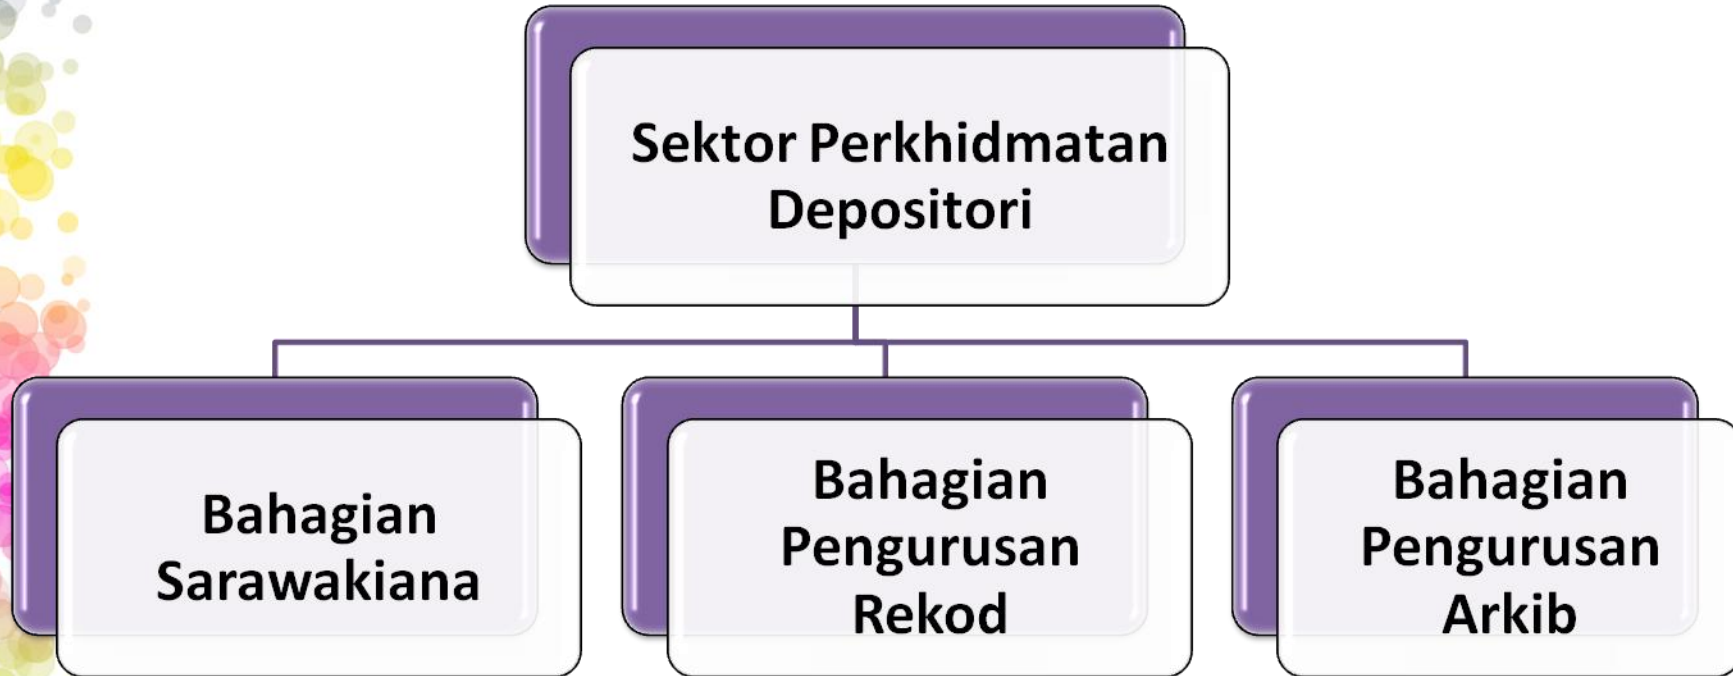 Sektor Perkhidmatan
Depositori
Bahagian
Sarawakiana
Bahagian
Pengurusan
Rekod
Bahagian
Pengurusan
Arkib